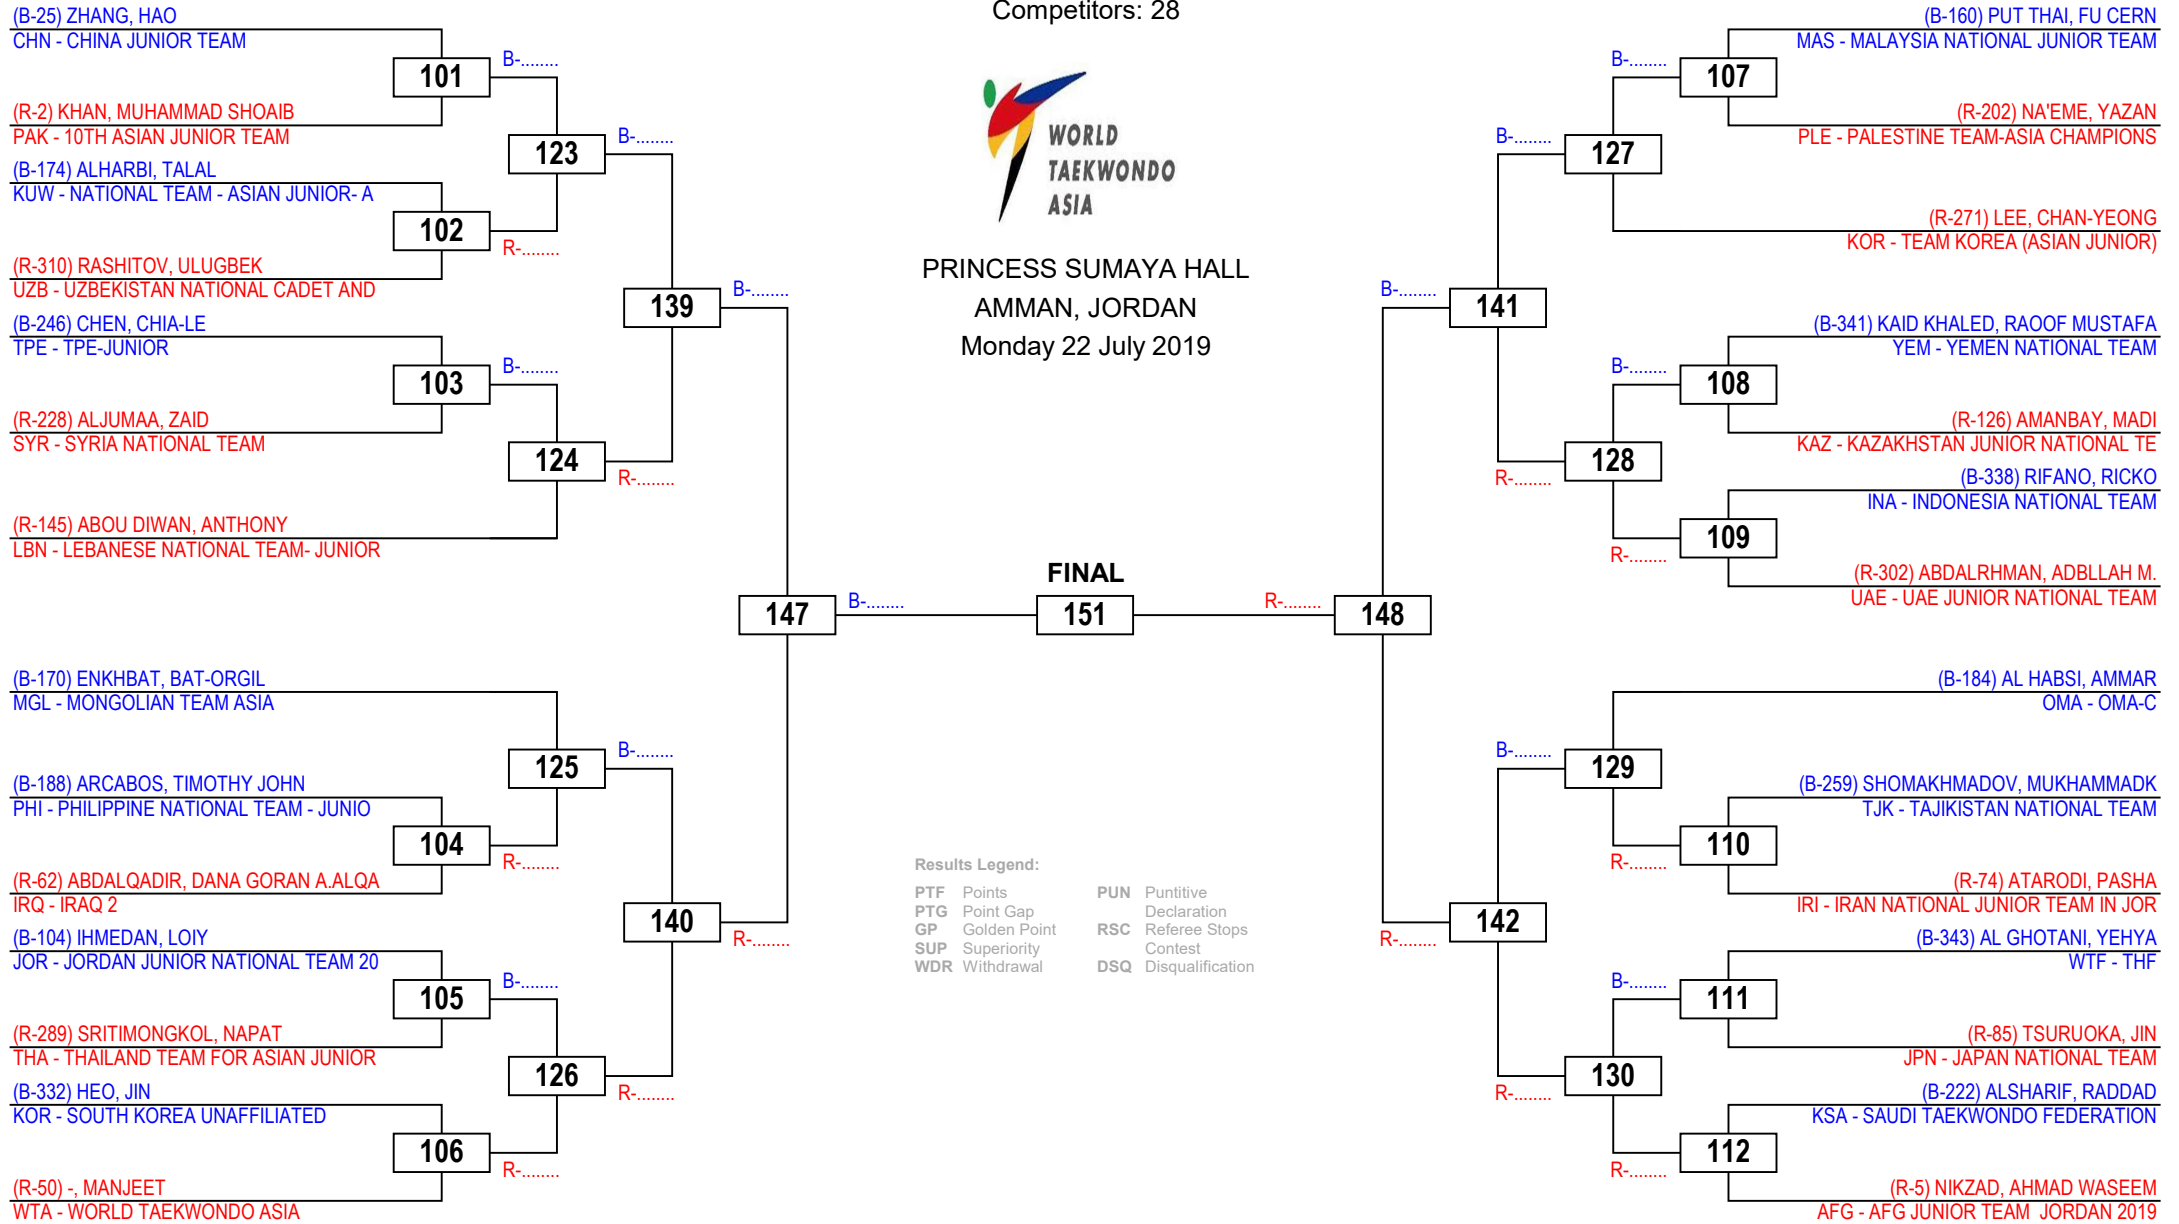 Competitors: 28
(B-25) ZHANG, HAO
CHN - CHINA JUNIOR TEAM
101
B-........
(R-2) KHAN, MUHAMMAD SHOAIB
PAK - 10TH ASIAN JUNIOR TEAM
123
B-........
(B-174) ALHARBI, TALAL
KUW - NATIONAL TEAM - ASIAN JUNIOR- A
102
R-........
(R-310) RASHITOV, ULUGBEK
UZB - UZBEKISTAN NATIONAL CADET AND
139
B-........
(B-246) CHEN, CHIA-LE
TPE - TPE-JUNIOR
103
B-........
(R-228) ALJUMAA, ZAID
SYR - SYRIA NATIONAL TEAM
124
R-........
(R-145) ABOU DIWAN, ANTHONY
LBN - LEBANESE NATIONAL TEAM- JUNIOR
147
B-........
(B-170) ENKHBAT, BAT-ORGIL
MGL - MONGOLIAN TEAM ASIA
125
B-........
(B-188) ARCABOS, TIMOTHY JOHN
PHI - PHILIPPINE NATIONAL TEAM - JUNIO
104
R-........
(R-62) ABDALQADIR, DANA GORAN A.ALQA
IRQ - IRAQ 2
140
R-........
(B-104) IHMEDAN, LOIY
JOR - JORDAN JUNIOR NATIONAL TEAM 20
105
B-........
(R-289) SRITIMONGKOL, NAPAT
THA - THAILAND TEAM FOR ASIAN JUNIOR
126
R-........
(B-332) HEO, JIN
KOR - SOUTH KOREA UNAFFILIATED
106
R-........
(R-50) -, MANJEET
WTA - WORLD TAEKWONDO ASIA
WORLD
TAEKWONDO
ASIA
PRINCESS SUMAYA HALL
AMMAN, JORDAN
Monday 22 July 2019
FINAL
151
Results Legend:
PTF Points
PTG Point Gap
GP Golden Point
SUP Superiority
WDR Withdrawal
PUN Puntitive
Declaration
RSC Referee Stops
Contest
DSQ Disqualification
(B-160) PUT THAI, FU CERN
MAS - MALAYSIA NATIONAL JUNIOR TEAM
107
B-........
(R-202) NA'EME, YAZAN
PLE - PALESTINE TEAM-ASIA CHAMPIONS
127
B-........
(R-271) LEE, CHAN-YEONG
KOR - TEAM KOREA (ASIAN JUNIOR)
141
B-........
(B-341) KAID KHALED, RAOOF MUSTAFA
YEM - YEMEN NATIONAL TEAM
108
B-........
(R-126) AMANBAY, MADI
KAZ - KAZAKHSTAN JUNIOR NATIONAL TE
128
R-........
(B-338) RIFANO, RICKO
INA - INDONESIA NATIONAL TEAM
109
R-........
(R-302) ABDALRHMAN, ADBLLAH M.
UAE - UAE JUNIOR NATIONAL TEAM
148
R-........
(B-184) AL HABSI, AMMAR
OMA - OMA-C
129
B-........
(B-259) SHOMAKHMADOV, MUKHAMMADK
TJK - TAJIKISTAN NATIONAL TEAM
110
R-........
(R-74) ATARODI, PASHA
IRI - IRAN NATIONAL JUNIOR TEAM IN JOR
142
R-........
(B-343) AL GHOTANI, YEHYA
WTF - THF
111
B-........
(R-85) TSURUOKA, JIN
JPN - JAPAN NATIONAL TEAM
130
R-........
(B-222) ALSHARIF, RADDAD
KSA - SAUDI TAEKWONDO FEDERATION
112
R-........
(R-5) NIKZAD, AHMAD WASEEM
AFG - AFG JUNIOR TEAM  JORDAN 2019